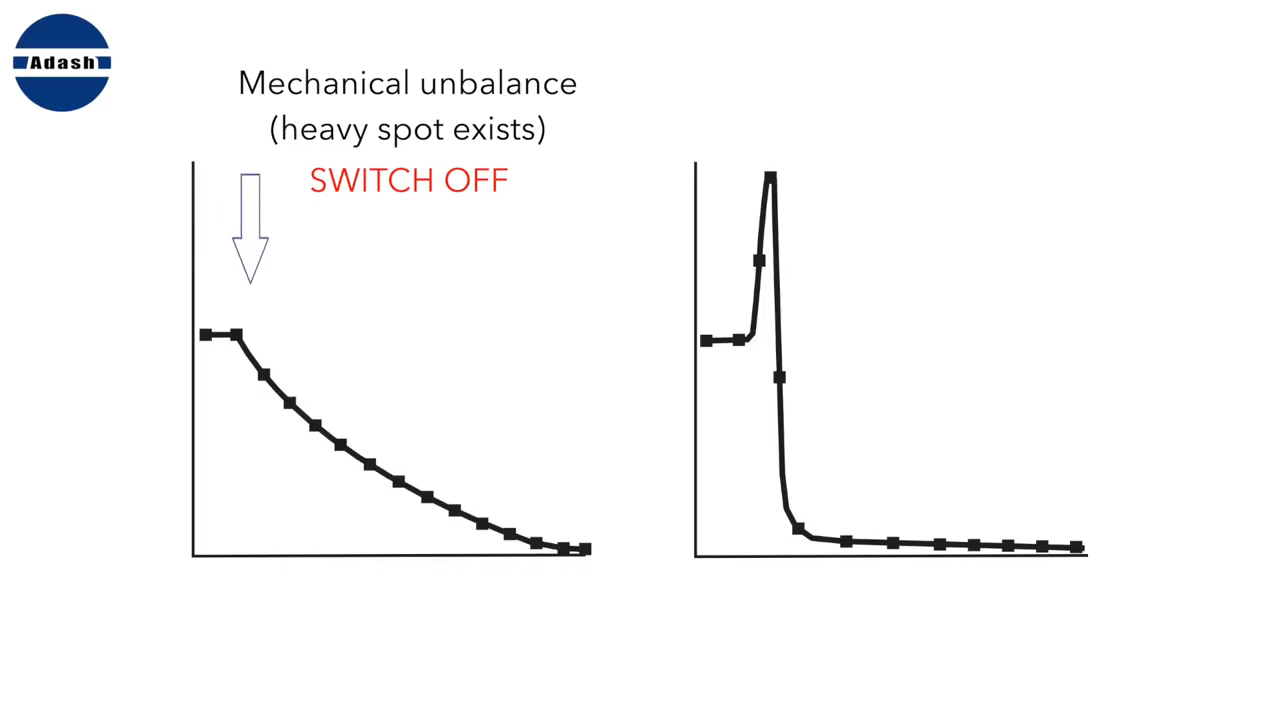 Adash
Mechanical unbalance
(heavy spot exists)
SWITCH OFF